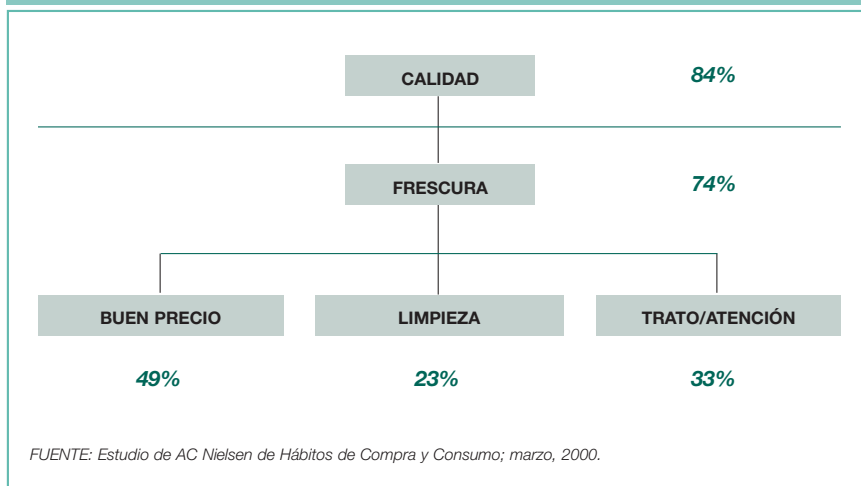 CALIDAD
84%
FRESCURA
74%
BUEN PRECIO
LIMPIEZA
TRATO/ATENCIÓN
49%
23%
33%
FUENTE: Estudio de AC Nielsen de Hábitos de Compra y Consumo; marzo, 2000.